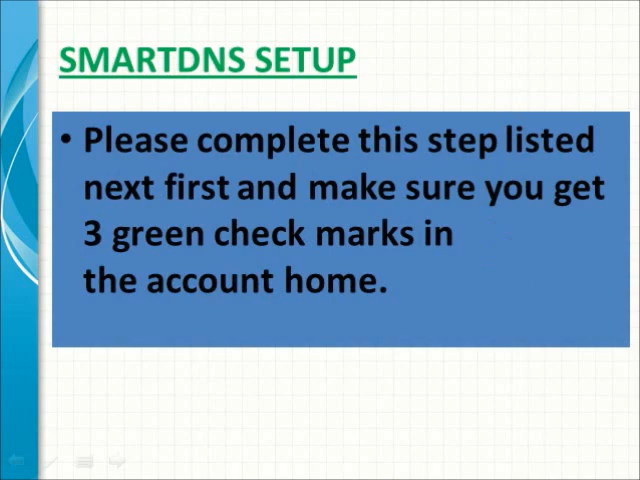 SMARTDNS SETUP
• Please complete this step listed
next first and make sure you get
3 green check marks in
the account home.